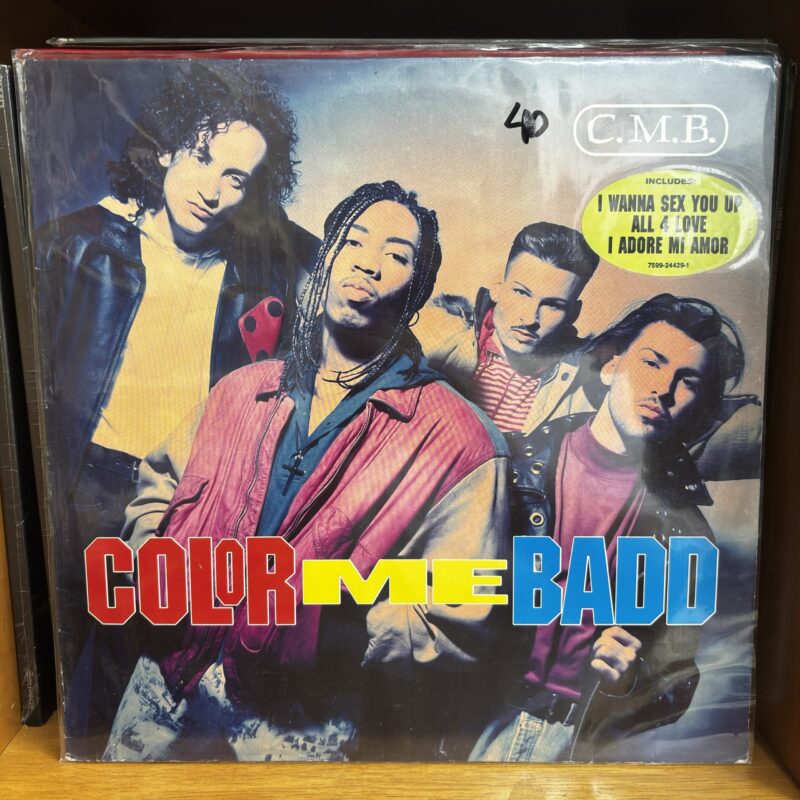 40
C.M.B.
INCLUDES:
I WANNA SEX YOU UP
ALL 4 LOVE
I ADORE MI AMOR
7599-24429-1
COLOR ME BADD